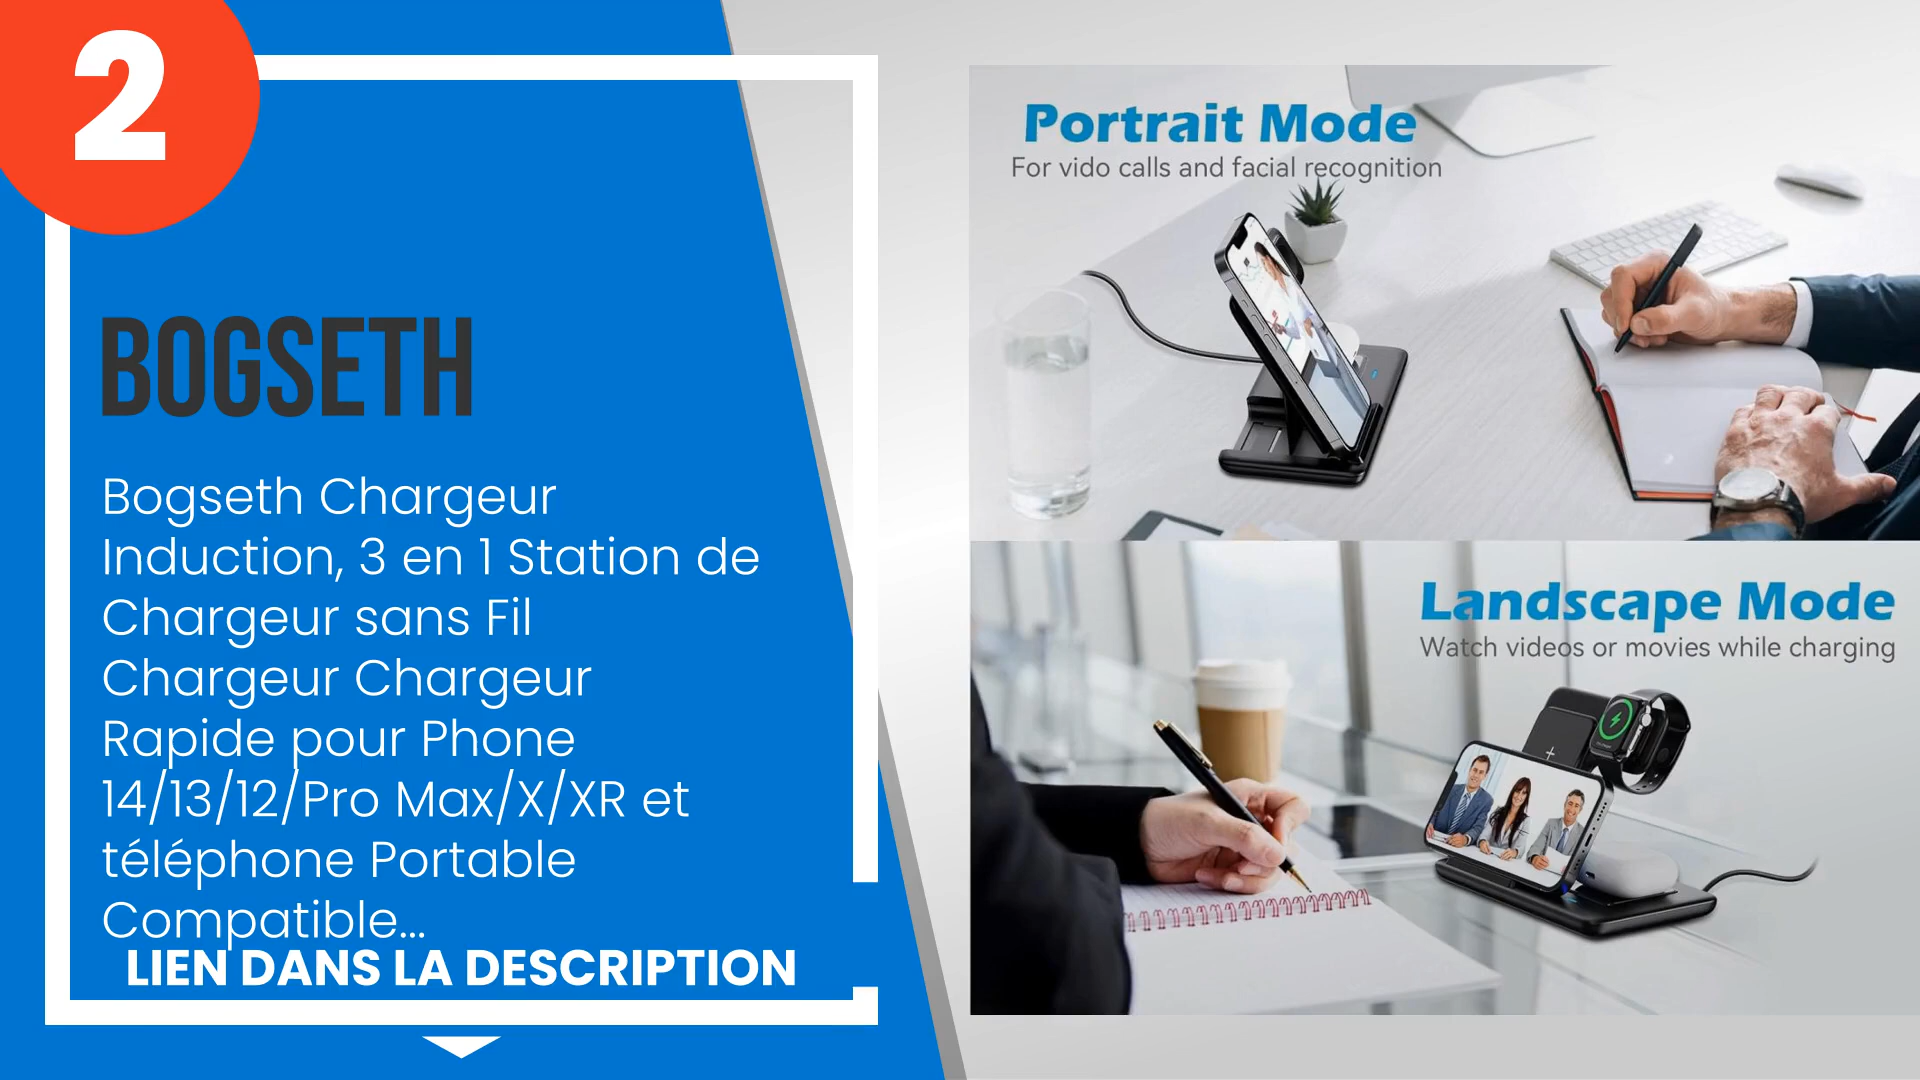 2
BOGSETH
Bogseth Chargeur
Induction, 3 en 1 Station de
Chargeur sans Fil
Chargeur Chargeur
Rapide pour Phone
14/13/12/Pro Max/X/XR et
téléphone Portable
Compatible...
LIEN DANS LA DESCRIPTION
Portrait Mode
For vido calls and facial recognition
Landscape Mode
Watch videos or movies while charging